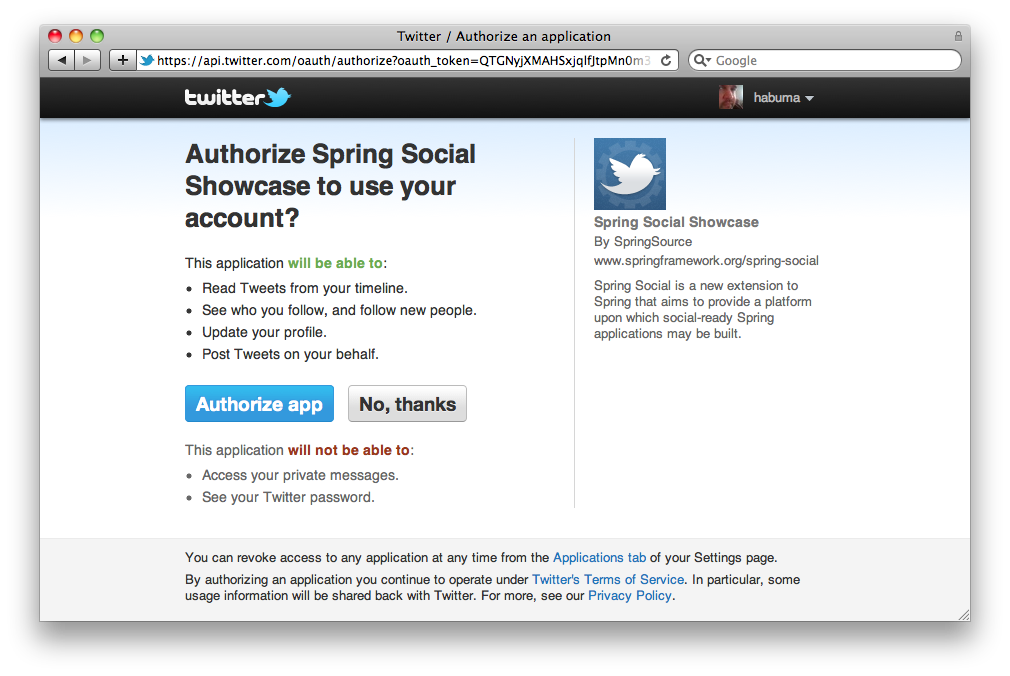 Twitter / Authorize an application
https://api.twitter.com/oauth/authorize?oauth_token=QTGNyjXMAHSxjqlfJtpMn0m3
Google
twitter
habuma
Authorize Spring Social
Showcase to use your
account?
This application will be able to:
• Read Tweets from your timeline.
• See who you follow, and follow new people.
• Update your profile.
• Post Tweets on your behalf.
Authorize app
No, thanks
This application will not be able to:
• Access your private messages.
• See your Twitter password.
Spring Social Showcase
By SpringSource
www.springframework.org/spring-social
Spring Social is a new extension to
Spring that aims to provide a platform
upon which social-ready Spring
applications may be built.
You can revoke access to any application at any time from the Applications tab of your Settings page.
By authorizing an application you continue to operate under Twitter's Terms of Service. In particular, some
usage information will be shared back with Twitter. For more, see our Privacy Policy.